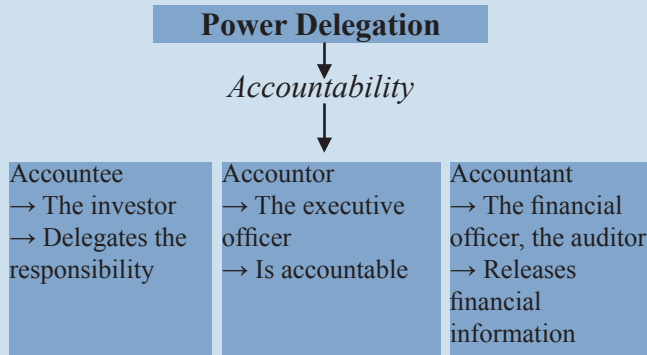 Power Delegation
Accountability
Accountee
→ The investor
→ Delegates the
responsibility
Accountor
→ The executive
officer
→ Is accountable
Accountant
→ The financial
officer, the auditor
→ Releases
financial
information